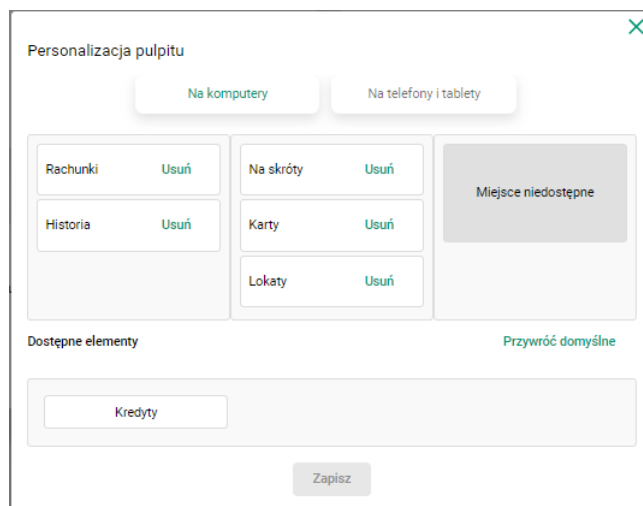 Personalizacja pulpitu
Na komputery
Na telefony i tablety
Rachunki Usuń
Historia Usuń
Na skróty Usuń
Karty Usuń
Lokaty Usuń
Miejsce niedostępne
Dostępne elementy
Przywróć domyślne
Kredyty
Zapisz